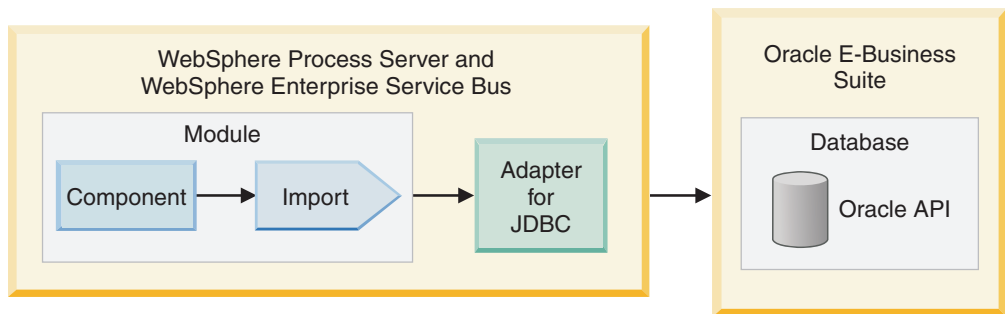 WebSphere Process Server and
WebSphere Enterprise Service Bus
Module
Component
Import
Adapter
for
JDBC
Oracle E-Business
Suite
Database
Oracle API